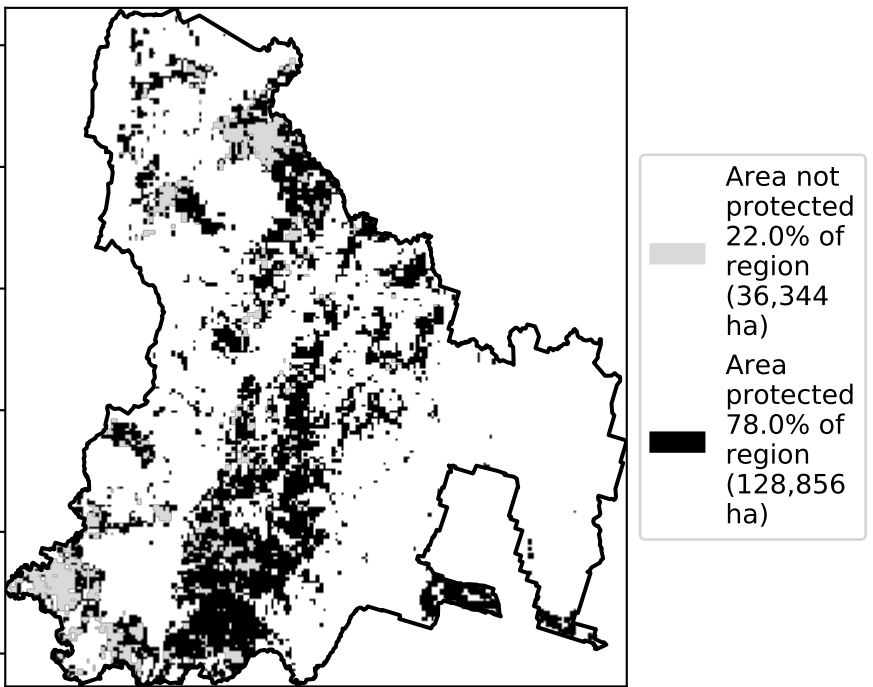 Area not
protected
22.0% of
region
(36,344
ha)
Area
protected
78.0% of
region
(128,856
ha)